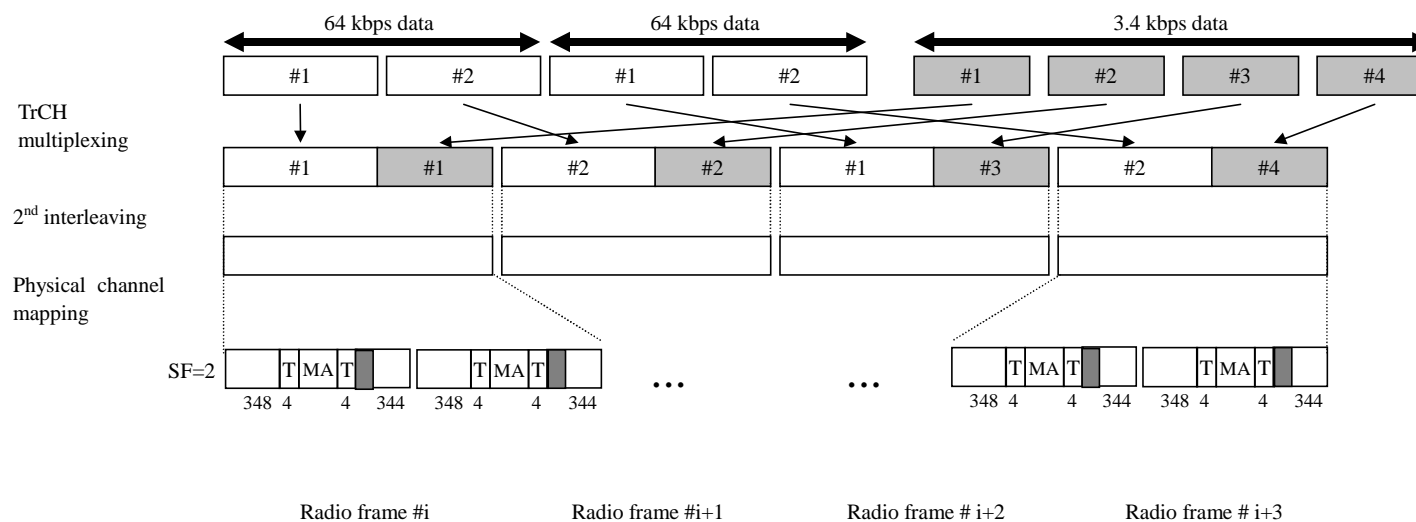 64 kbps data 64 kbps data 3.4 kbps data
#1 #2 #1 #2 #1 #2 #3 #4
TrCH
multiplexing
#1 #1 #2 #2 #1 #3 #2 #4
2nd interleaving
Physical channel
mapping
SF=2 T MA T T MA T ... ... T MA T T MA T
348 4 4 344 348 4 4 344 348 4 4 344 348 4 4 344
Radio frame #i Radio frame #i+1 Radio frame # i+2 Radio frame # i+3